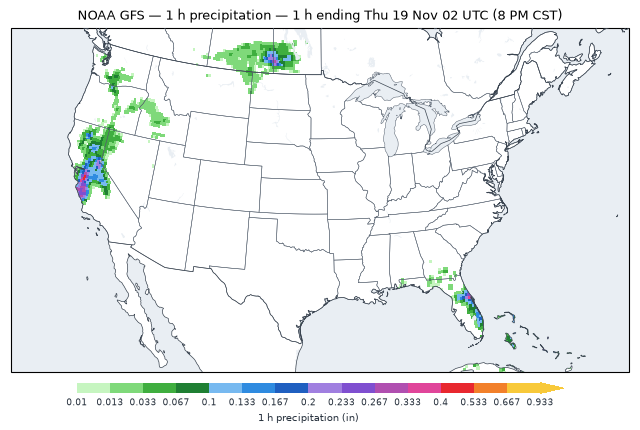 NOAA GFS — 1 h precipitation — 1 h ending Thu 19 Nov 02 UTC (8 PM CST)
0.01 0.013 0.033 0.067 0.1 0.133 0.167 0.2 0.233 0.267 0.333 0.4 0.533 0.667 0.933
1 h precipitation (in)